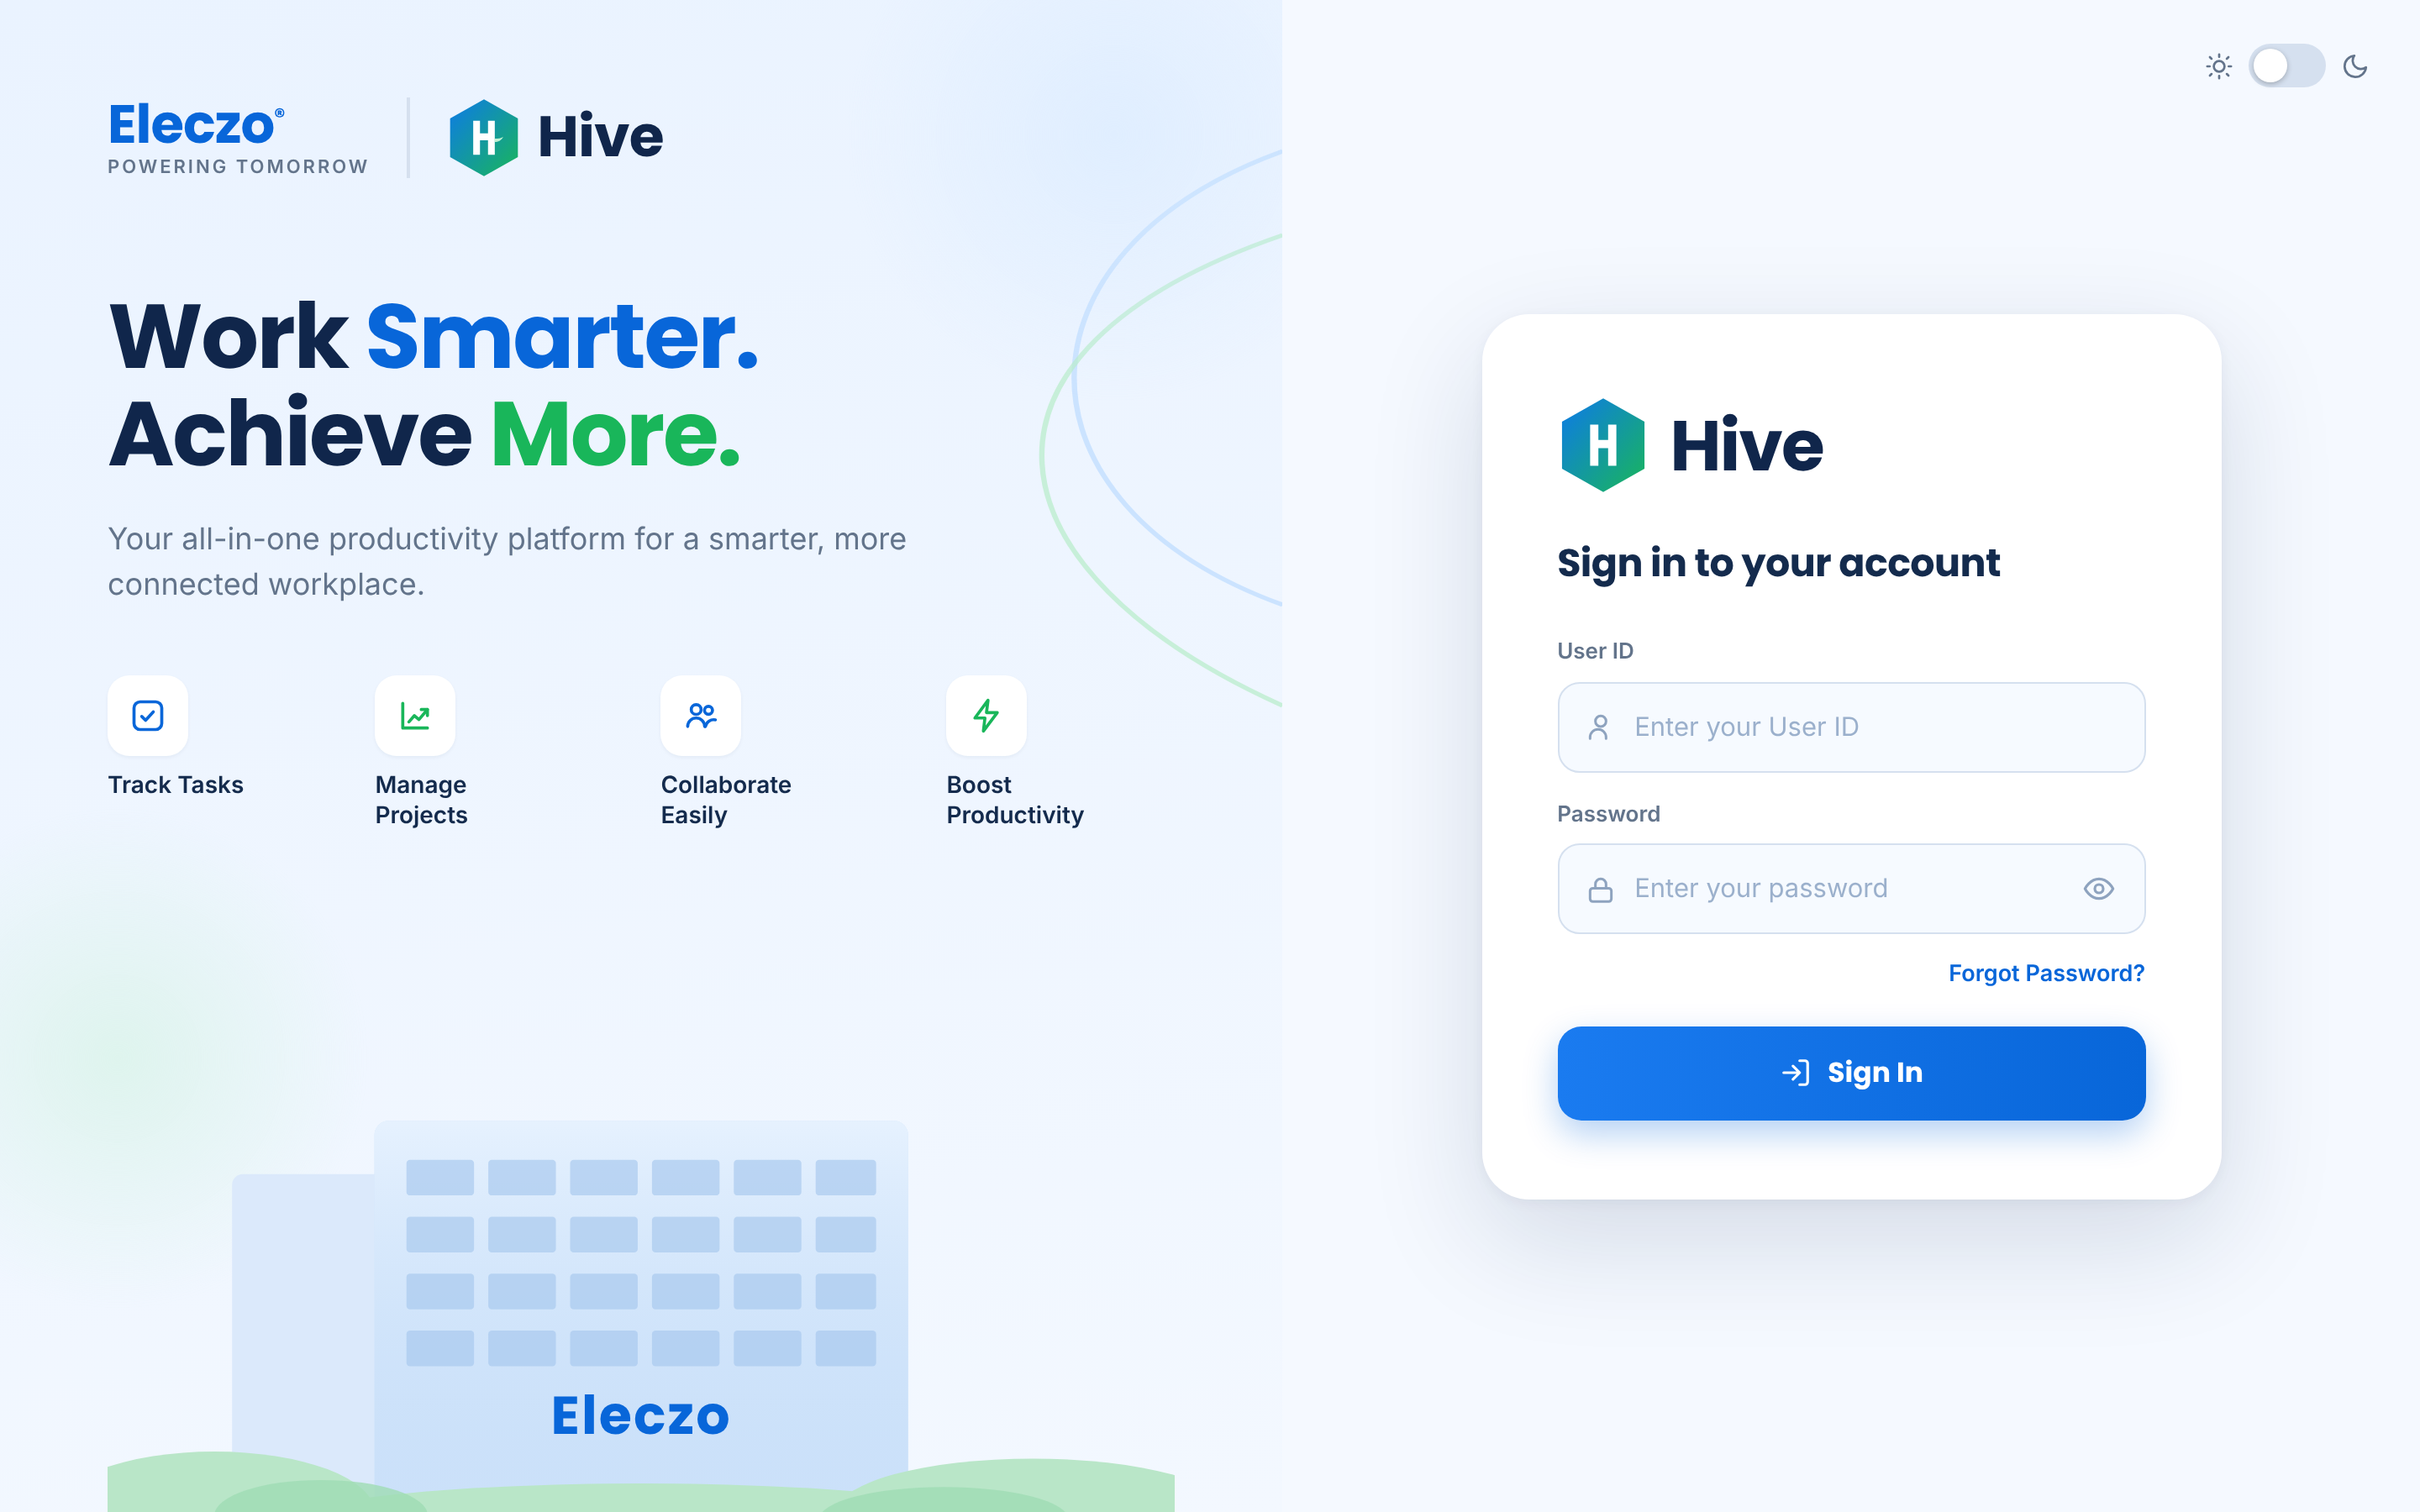 Eleczo®
POWERING TOMORROW
H
Hive
Work Smarter.
Achieve More.
Your all-in-one productivity platform for a smarter, more
connected workplace.
Track Tasks
Manage
Projects
Collaborate
Easily
Boost
Productivity
Eleczo
H
Hive
Sign in to your account
User ID
Enter your User ID
Password
Enter your password
Forgot Password?
Sign In